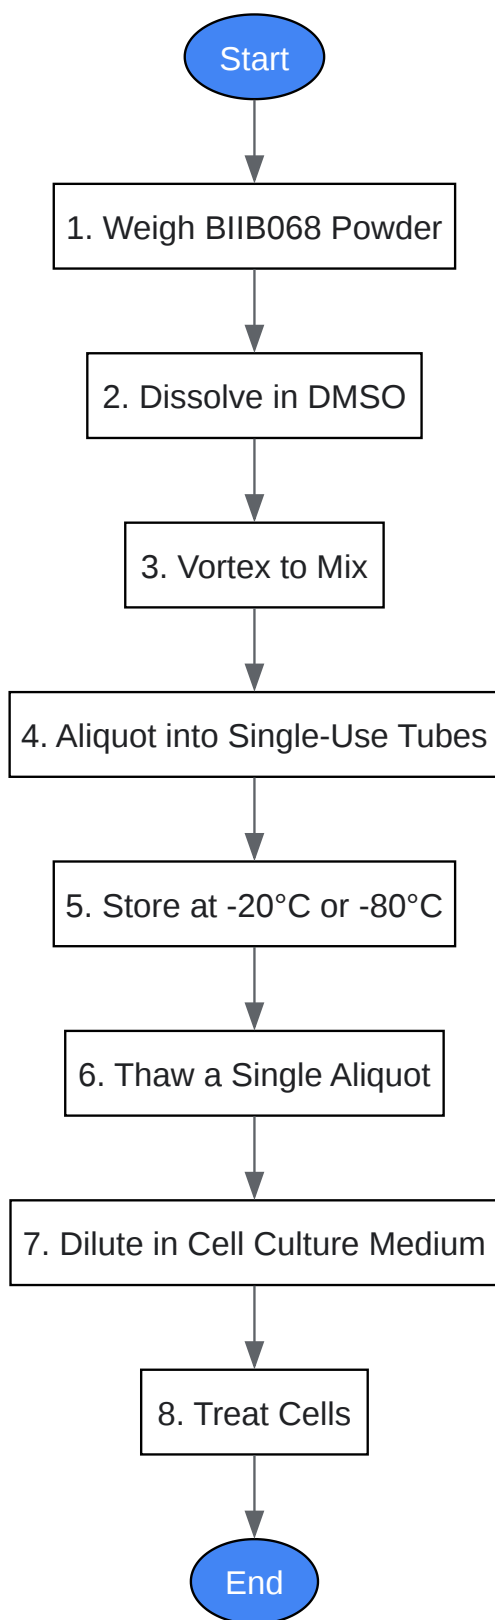 Start
1. Weigh BIIB068 Powder
2. Dissolve in DMSO
3. Vortex to Mix
4. Aliquot into Single-Use Tubes
5. Store at -20°C or -80°C
6. Thaw a Single Aliquot
7. Dilute in Cell Culture Medium
8. Treat Cells
End